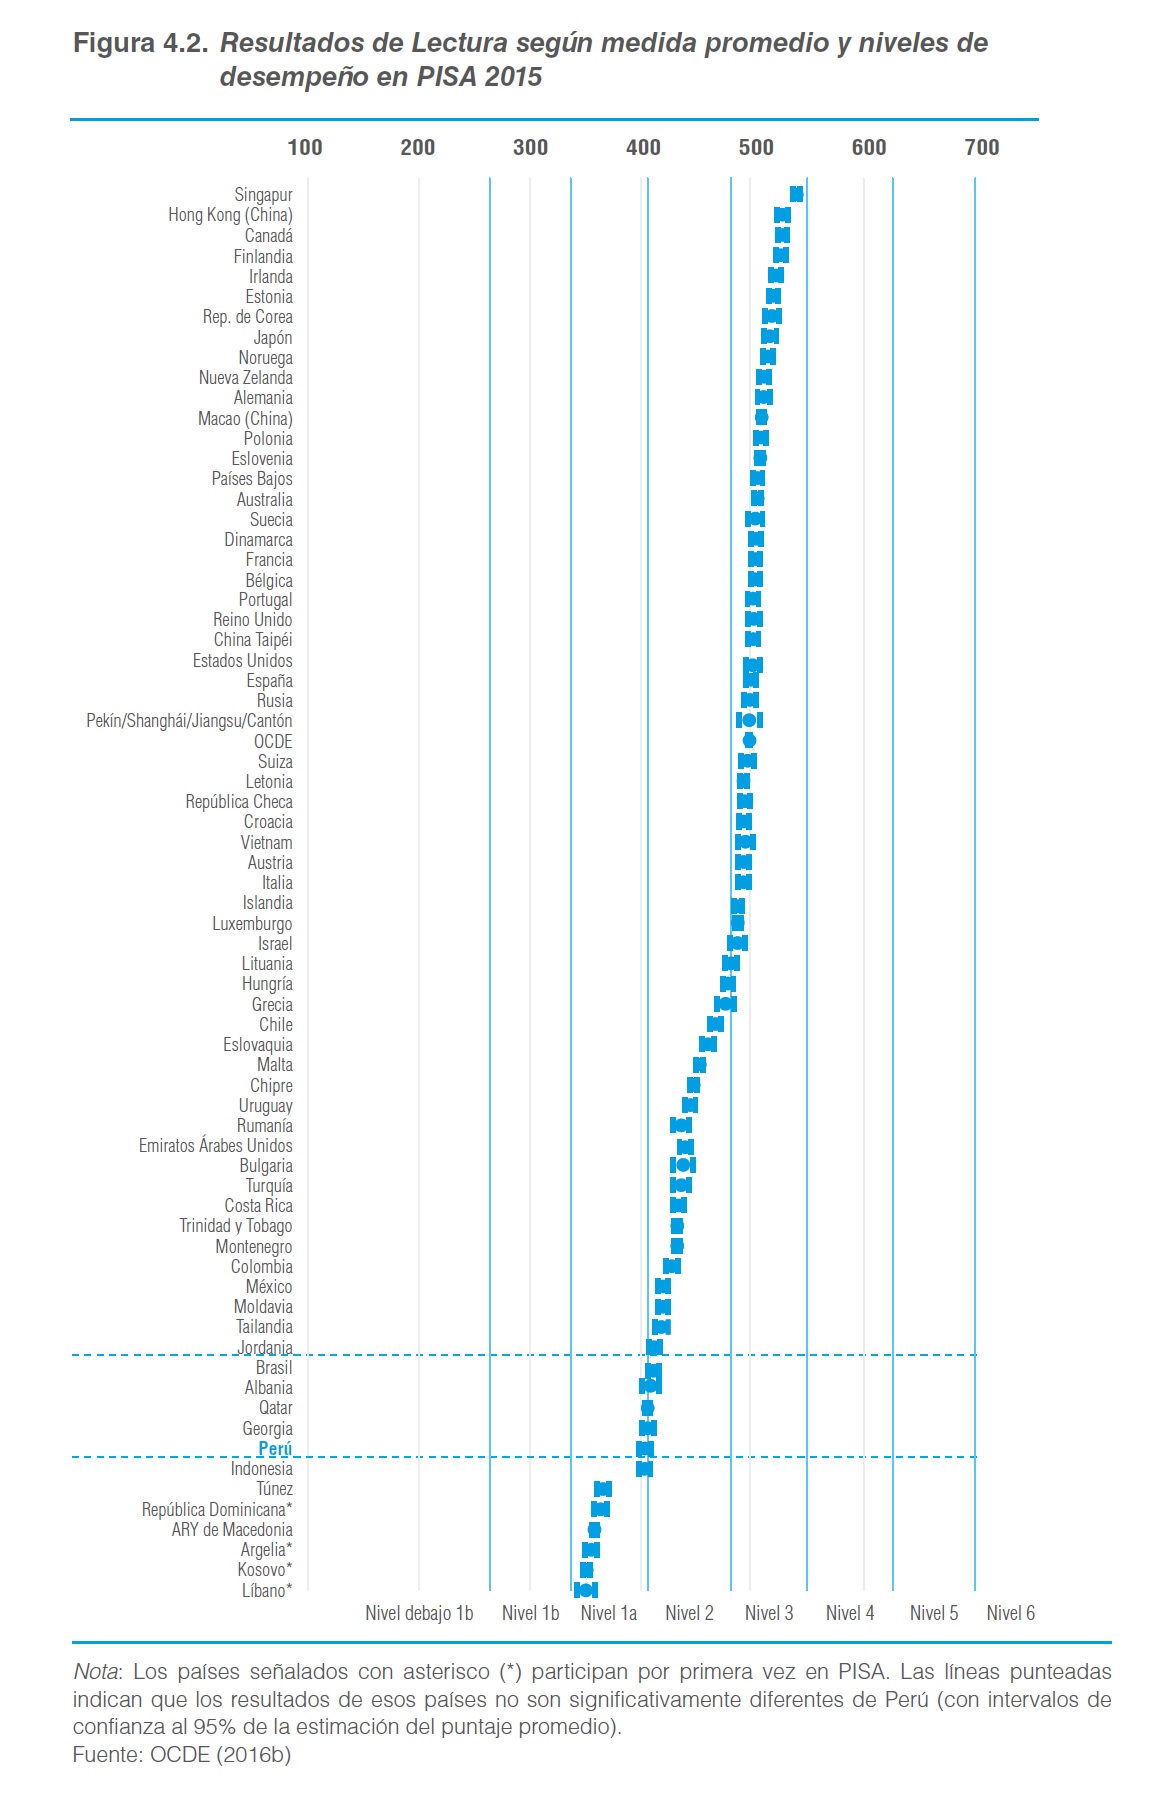 Figura 4.2. Resultados de Lectura según medida promedio y niveles de
desempeño en PISA 2015
100 200 300 400 500 600 700
Singapur
Hong Kong (China)
Canadá
Finlandia
Irlanda
Estonia
Rep. de Corea
Japón
Noruega
Nueva Zelanda
Alemania
Macao (China)
Polonia
Eslovenia
Países Bajos
Australia
Suecia
Dinamarca
Francia
Bélgica
Portugal
Reino Unido
China Taipéi
Estados Unidos
España
Rusia
Pekín/Shanghái/Jiangsu/Cantón
OCDE
Suiza
Letonia
República Checa
Croacia
Vietnam
Austria
Italia
Islandia
Luxemburgo
Israel
Lituania
Hungría
Grecia
Chile
Eslovaquia
Malta
Chipre
Uruguay
Rumanía
Emiratos Árabes Unidos
Bulgaria
Turquía
Costa Rica
Trinidad y Tobago
Montenegro
Colombia
México
Moldavia
Tailandia
Jordania
Brasil
Albania
Qatar
Georgia
Perú
Indonesia
Túnez
República Dominicana*
ARY de Macedonia
Argelia*
Kosovo*
Líbano*
Nivel debajo 1b Nivel 1b Nivel 1a Nivel 2 Nivel 3 Nivel 4 Nivel 5 Nivel 6
Nota: Los países señalados con asterisco (*) participan por primera vez en PISA. Las líneas punteadas
indican que los resultados de esos países no son significativamente diferentes de Perú (con intervalos de
confianza al 95% de la estimación del puntaje promedio).
Fuente: OCDE (2016b)